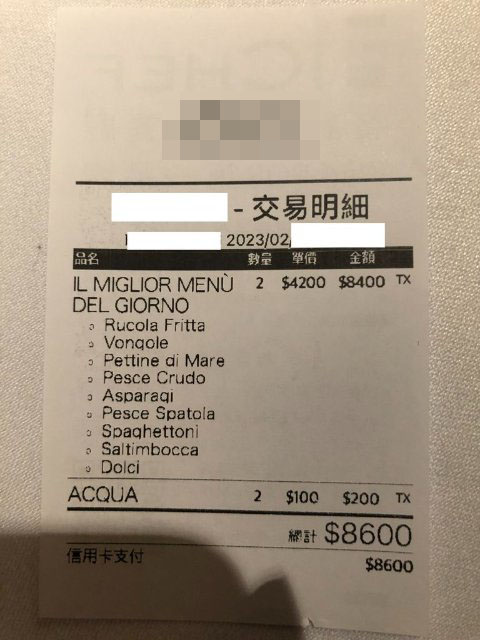 - 交易明細
2023/02/
品名 數量 單價 金額
IL MIGLIOR MENÙ 2 $4200 $8400 TX
DEL GIORNO
Rucola Fritta
Vongole
Pettine di Mare
Pesce Crudo
Asparagi
Pesce Spatola
Spaghettoni
Saltimbocca
Dolci
ACQUA 2 $100 $200 TX
總計 $8600
信用卡支付 $8600